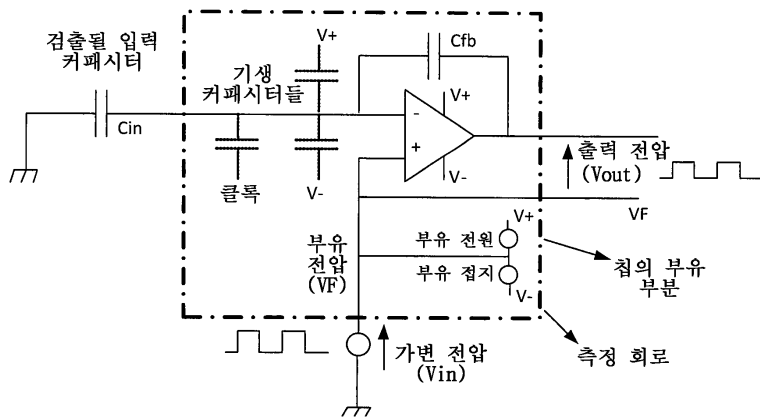 검출될 입력
커패시터
Cin
기생
커패시터들
V+
Cfb
클록
V-
-
+
V+
V-
출력 전압
(Vout)
VF
부유
전압
(VF)
부유 전원
부유 접지
V+
V-
칩의 부유
부분
측정 회로
가변 전압
(Vin)